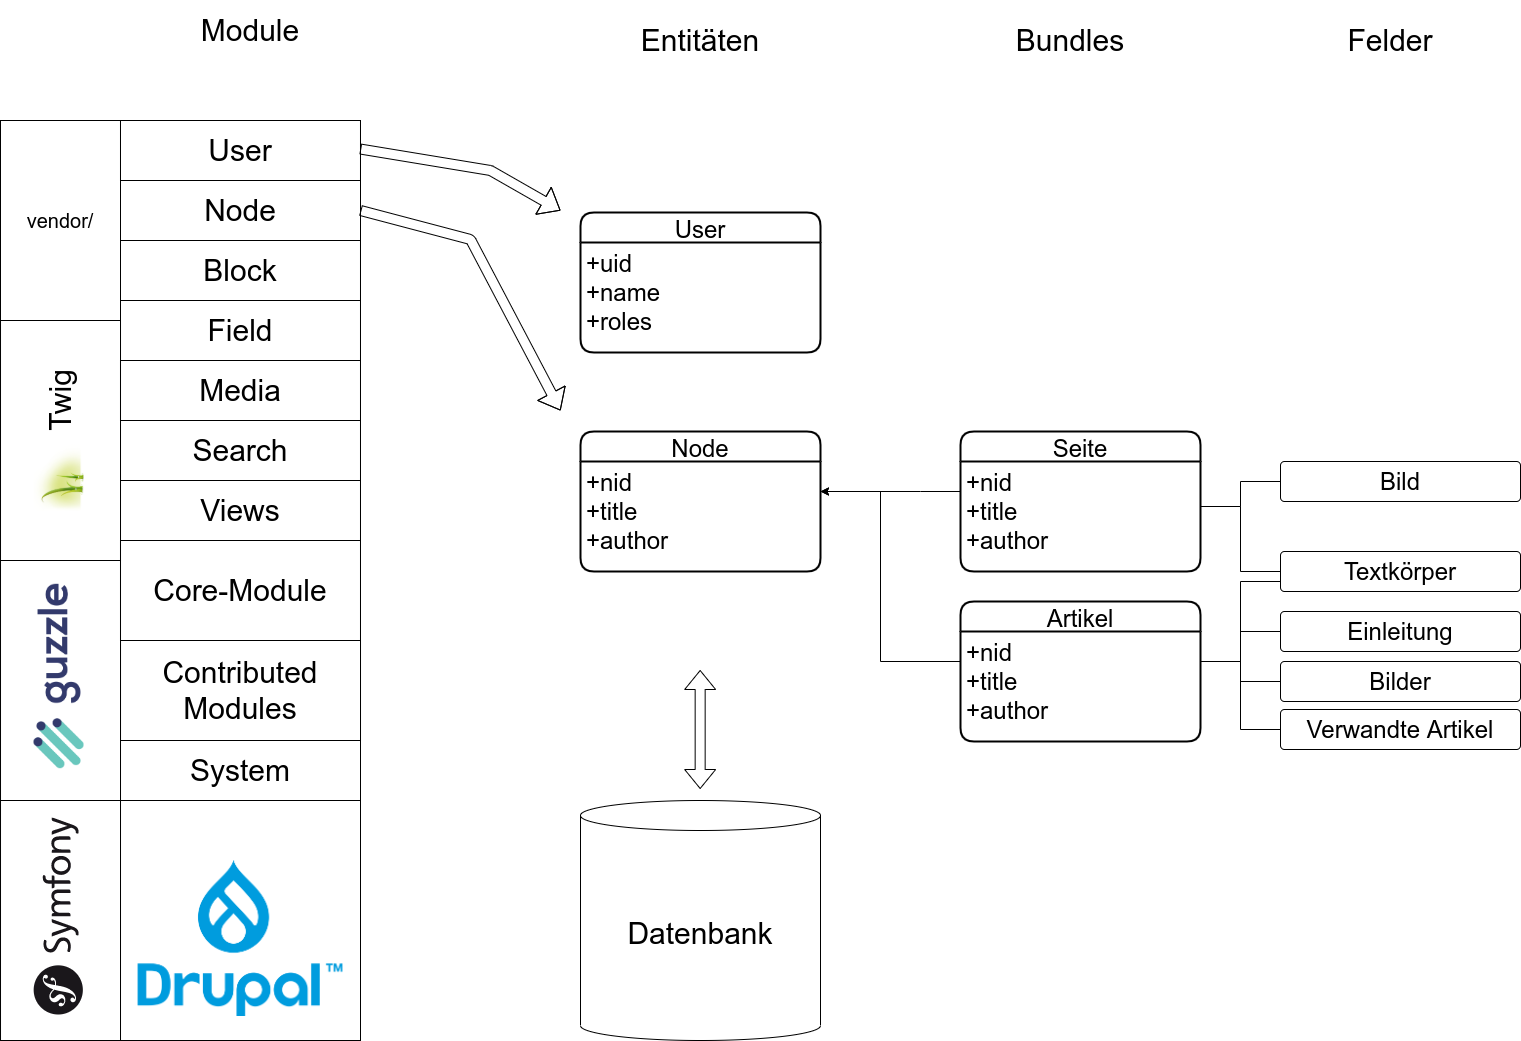 Module
Entitäten
Bundles
Felder
vendor/
Twig
guzzle
Symfony
sf
User
Node
Block
Field
Media
Search
Views
Core-Module
Contributed
Modules
System
Drupal™
User
+uid
+name
+roles
Node
+nid
+title
+author
Datenbank
Seite
+nid
+title
+author
Artikel
+nid
+title
+author
Bild
Textkörper
Einleitung
Bilder
Verwandte Artikel